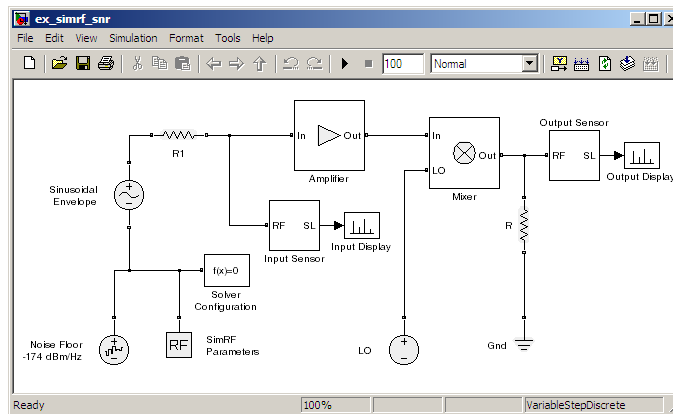 ex_simrf_snr
File Edit View Simulation Format Tools Help
100 Normal
Output Sensor
In Out In
RF SL
R1 Out
LO
Amplifier Output Display
Sinusoidal
Envelope
Mixer
RF SL R
Input Display
Input Sensor
f(x)=0
Solver
Configuration
Noise Floor
-174 dBm/Hz
RF
SimRF
Parameters
LO
Gnd
Ready 100% VariableStepDiscrete